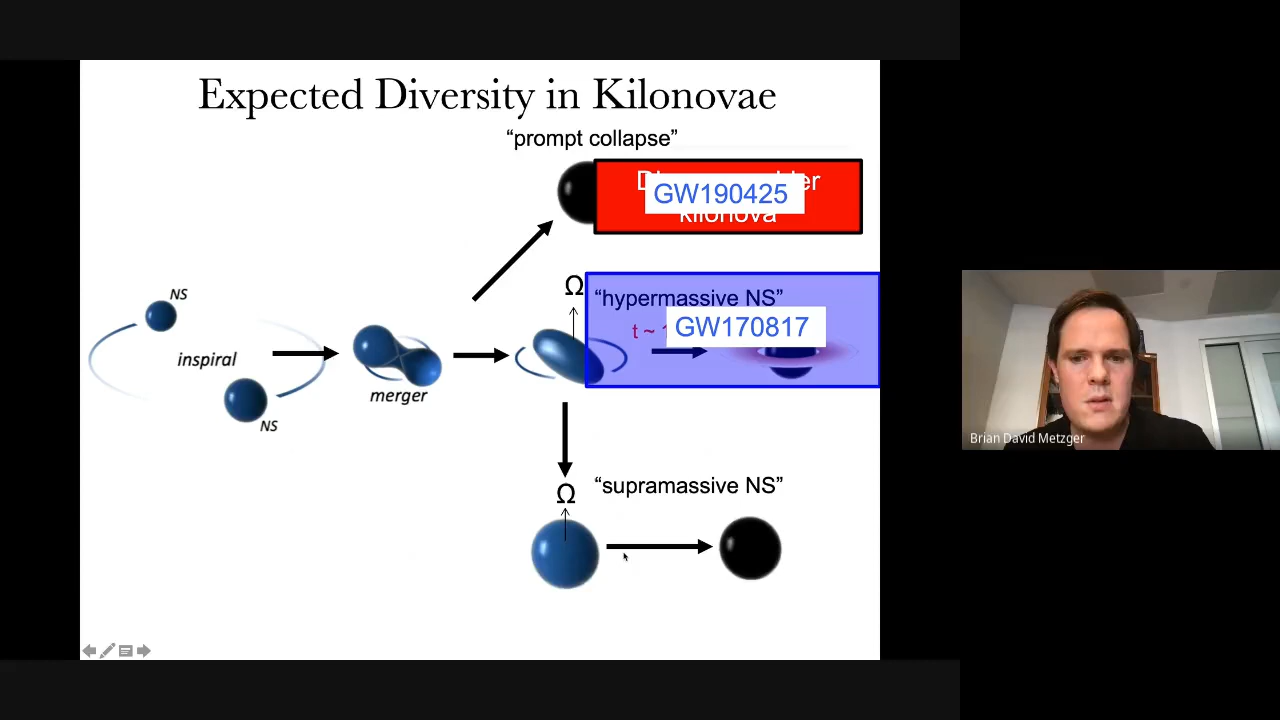 Expected Diversity in Kilonovae
“prompt collapse”
GW190425
kilonova
NS
Ω
“hypermassive NS”
t ~
GW170817
inspiral
merger
NS
Ω
“supramassive NS”
Brian David Metzger